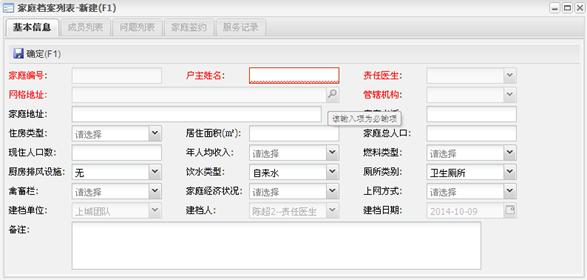 家庭档案列表-新建(F1)
基本信息 成员列表 问题列表 家庭签约 服务记录
确定(F1)
家庭编号: 户主姓名: 责任医生:
网格地址: 管辖机构:
家庭地址: 该输入项为必输项
住房类型: 请选择 居住面积(㎡): 家庭总人口:
现住人口数: 年人均收入: 请选择 燃料类型: 请选择
厨房排风设施: 无 饮水类型: 自来水 厕所类别: 卫生厕所
禽畜栏: 请选择 家庭经济状况: 请选择 上网方式: 请选择
建档单位: 上城团队 建档人: 陈超2--责任医生 建档日期: 2014-10-09
备注: